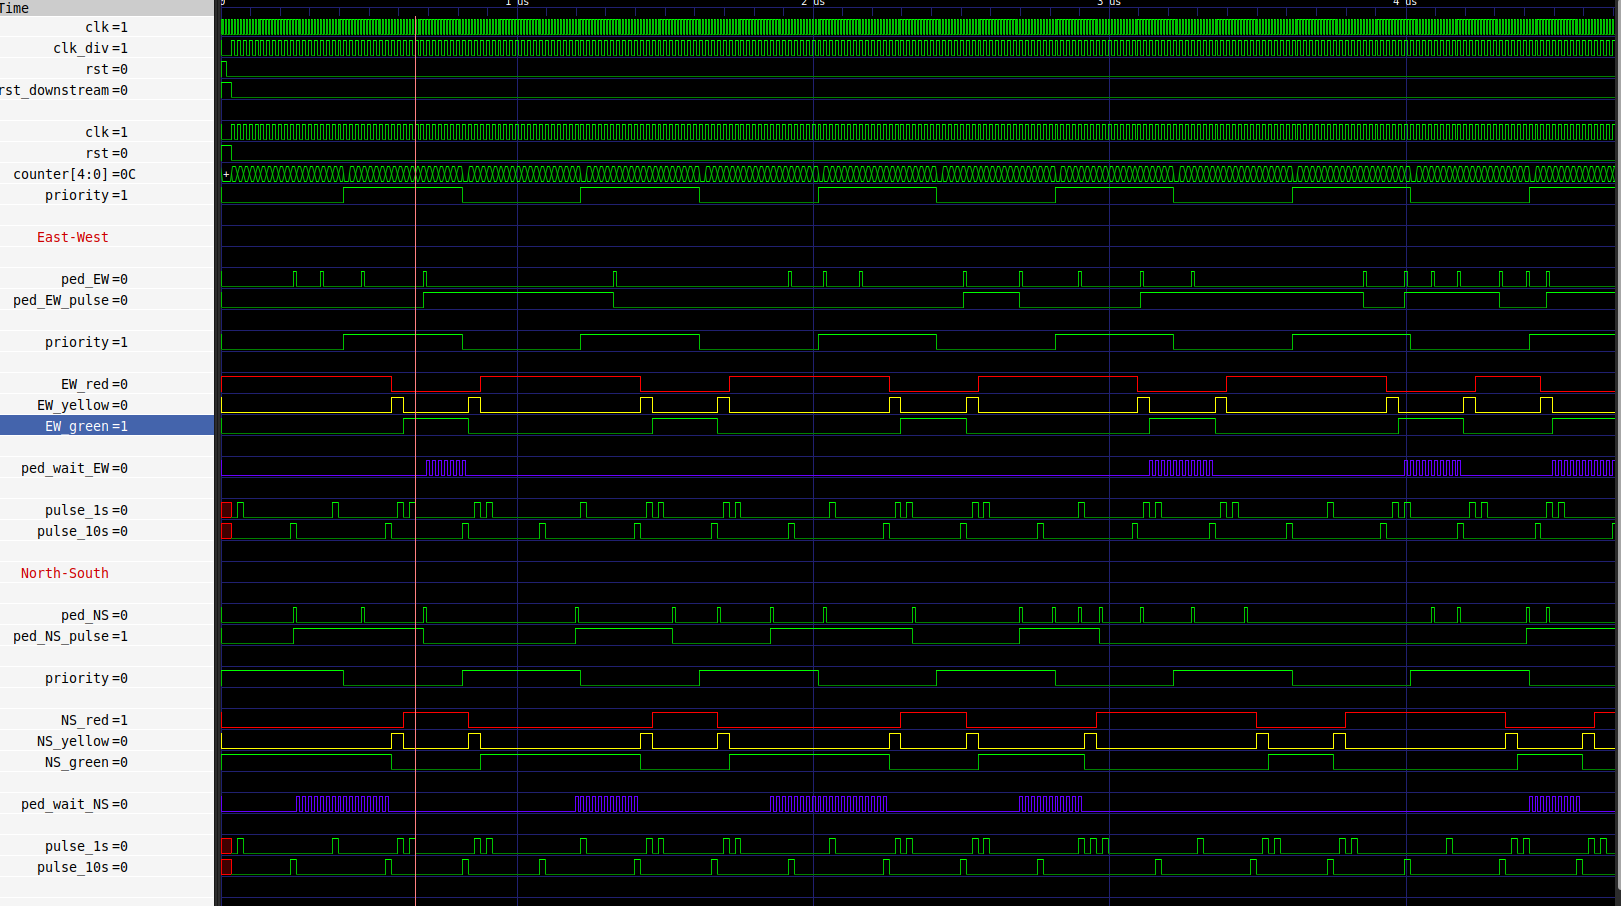 Time
0 1 us 2 us 3 us 4 us
clk=1
clk_div=1
rst=0
rst_downstream=0
clk=1
rst=0
counter[4:0]=0C +
priority=1
East-West
ped_EW=0
ped_EW_pulse=0
priority=1
EW_red=0
EW_yellow=0
EW_green=1
ped_wait_EW=0
pulse_1s=0
pulse_10s=0
North-South
ped_NS=0
ped_NS_pulse=1
priority=0
NS_red=1
NS_yellow=0
NS_green=0
ped_wait_NS=0
pulse_1s=0
pulse_10s=0